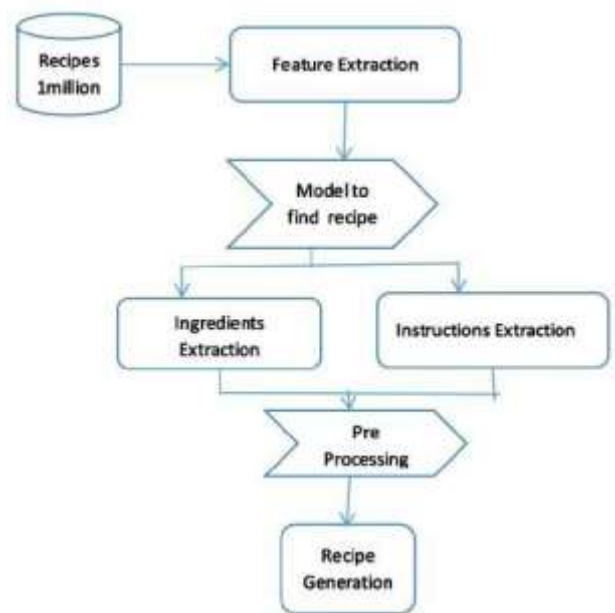 Recipes
1million
Feature Extraction
Model to
find recipe
Ingredients
Extraction
Instructions Extraction
Pre
Processing
Recipe
Generation